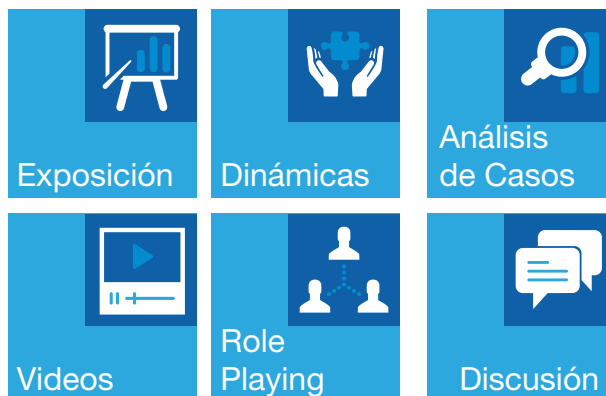 Exposición
Dinámicas
Análisis
de Casos
Videos
Role
Playing
Discusión